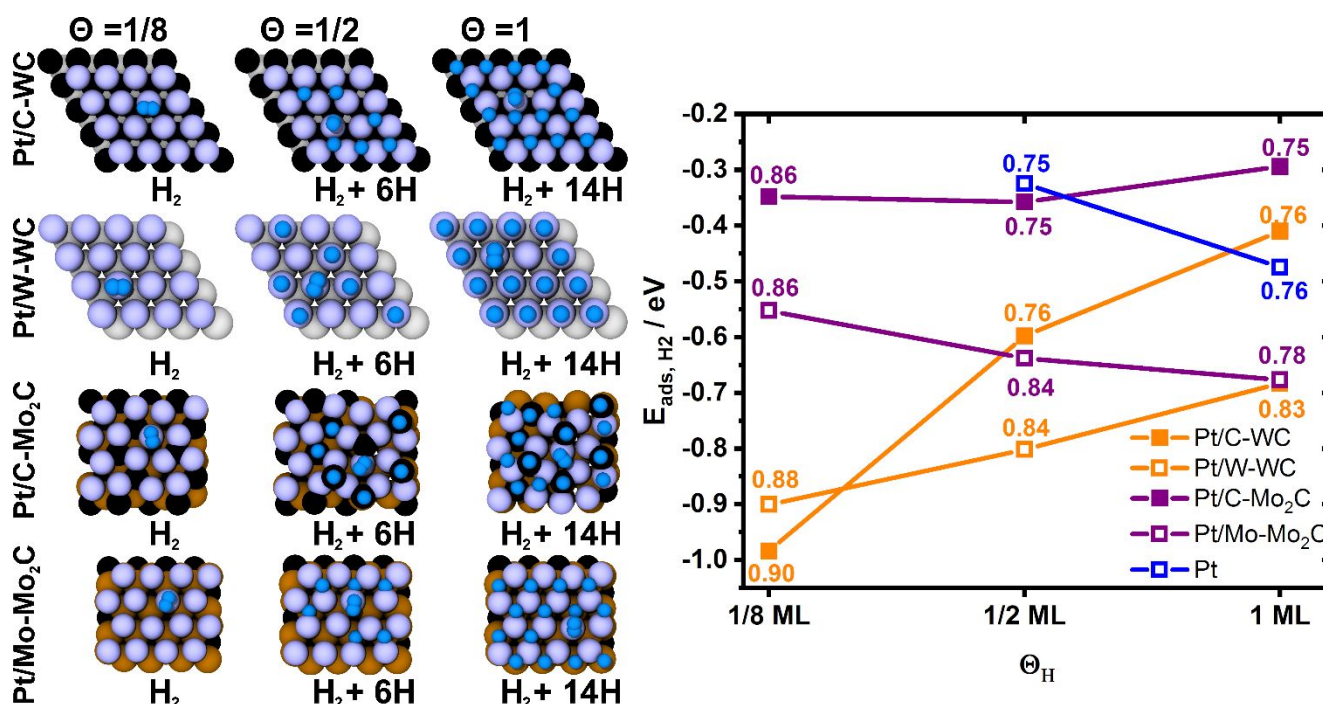 Θ =1/8 Θ =1/2 Θ =1
Pt/C-WC
H₂ H₂+ 6H H₂+ 14H
Pt/W-WC
H₂ H₂+ 6H H₂+ 14H
Pt/C-Mo₂C
H₂ H₂+ 6H H₂+ 14H
Pt/Mo-Mo₂C
H₂ H₂+ 6H H₂+ 14H
E_ads, H2 / eV
-0.2
-0.3
-0.4
-0.5
-0.6
-0.7
-0.8
-0.9
-1.0
0.86
0.75
0.75
0.86
0.84
0.78
0.90
0.76
0.76
0.88
0.84
0.83
0.75
0.76
Pt/C-WC
Pt/W-WC
Pt/C-Mo₂C
Pt/Mo-Mo₂C
Pt
1/8 ML 1/2 ML 1 ML
Θ_H